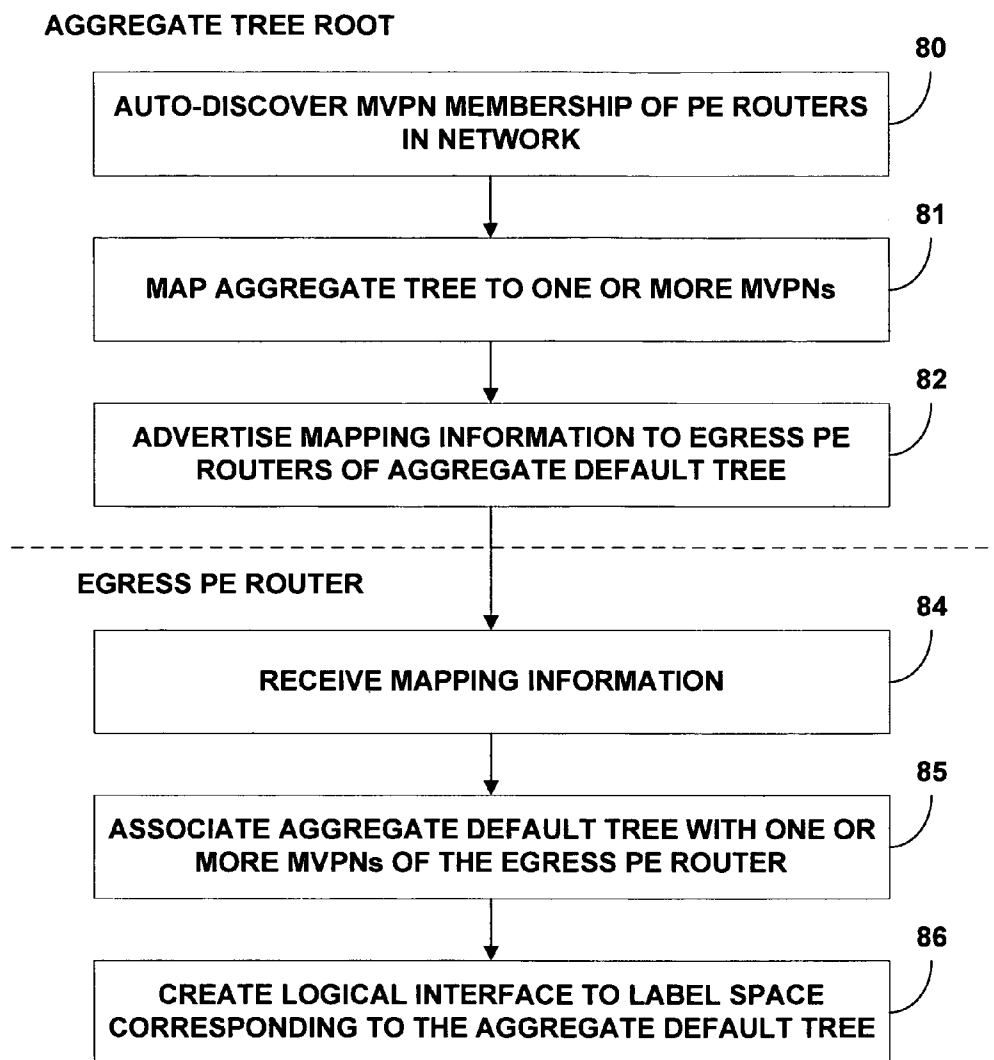 AGGREGATE TREE ROOT
80
AUTO-DISCOVER MVPN MEMBERSHIP OF PE ROUTERS
IN NETWORK
81
MAP AGGREGATE TREE TO ONE OR MORE MVPNs
82
ADVERTISE MAPPING INFORMATION TO EGRESS PE
ROUTERS OF AGGREGATE DEFAULT TREE
EGRESS PE ROUTER
84
RECEIVE MAPPING INFORMATION
85
ASSOCIATE AGGREGATE DEFAULT TREE WITH ONE OR
MORE MVPNs OF THE EGRESS PE ROUTER
86
CREATE LOGICAL INTERFACE TO LABEL SPACE
CORRESPONDING TO THE AGGREGATE DEFAULT TREE